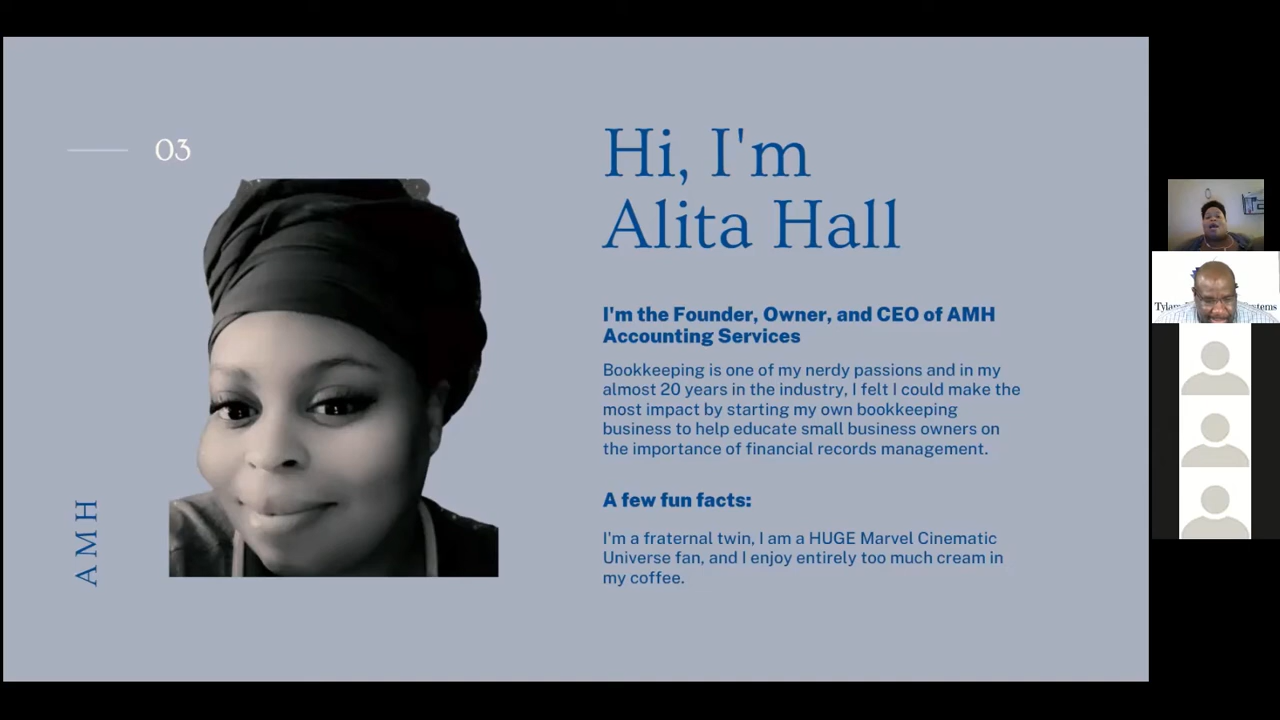 03
Hi, I'm
Alita Hall
I'm the Founder, Owner, and CEO of AMH
Accounting Services
Bookkeeping is one of my nerdy passions and in my
almost 20 years in the industry, I felt I could make the
most impact by starting my own bookkeeping
business to help educate small business owners on
the importance of financial records management.
A few fun facts:
I'm a fraternal twin, I am a HUGE Marvel Cinematic
Universe fan, and I enjoy entirely too much cream in
my coffee.
AMH